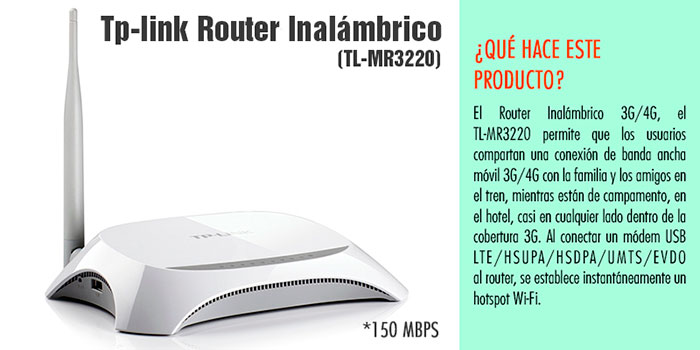 Tp-link Router Inalámbrico
(TL-MR3220)
TP-LINK
*150 MBPS
¿QUÉ HACE ESTE
PRODUCTO?
El Router Inalámbrico 3G/4G, el
TL-MR3220 permite que los usuarios
compartan una conexión de banda ancha
móvil 3G/4G con la familia y los amigos en
el tren, mientras están de campamento, en
el hotel, casi en cualquier lado dentro de la
cobertura 3G. Al conectar un módem USB
LTE/HSUPA/HSDPA/UMTS/EVDO
al router, se establece instantáneamente un
hotspot Wi-Fi.